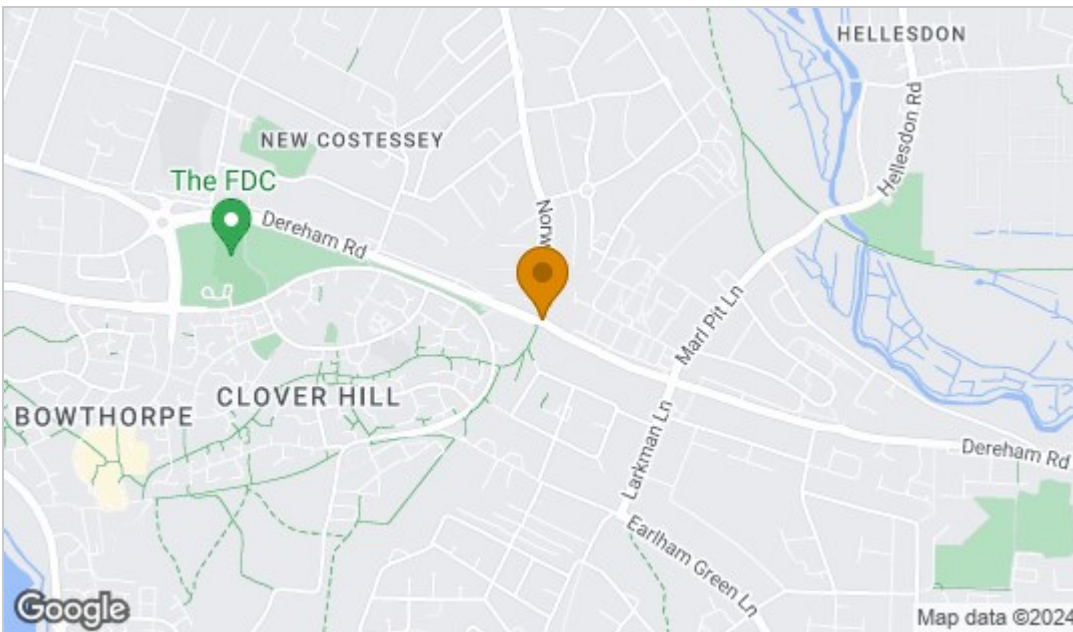 HELLESDON
NEW COSTESSEY
Hellesdon Rd
The FDC
Dereham Rd
Norw
Marl Pit Ln
CLOVER HILL
BOWTHORPE
Larkman Ln
Dereham Rd
Earlham Green Ln
Google
Map data ©2024